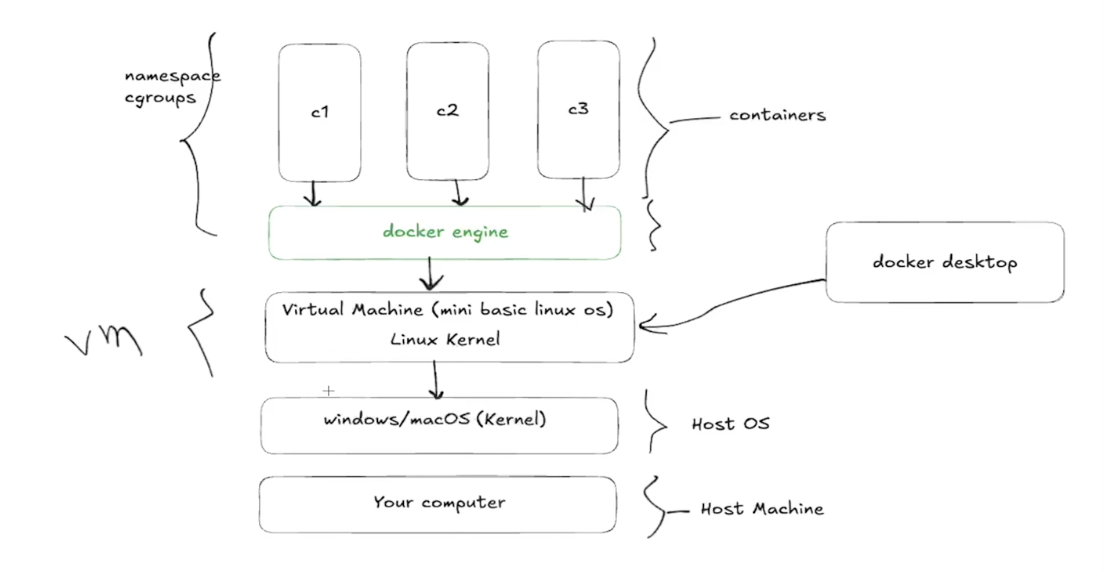 namespace
cgroups
c1
c2
c3
containers
docker engine
docker desktop
Virtual Machine (mini basic linux os)
Linux Kernel
vm
windows/macOS (Kernel)
Host OS
Your computer
Host Machine